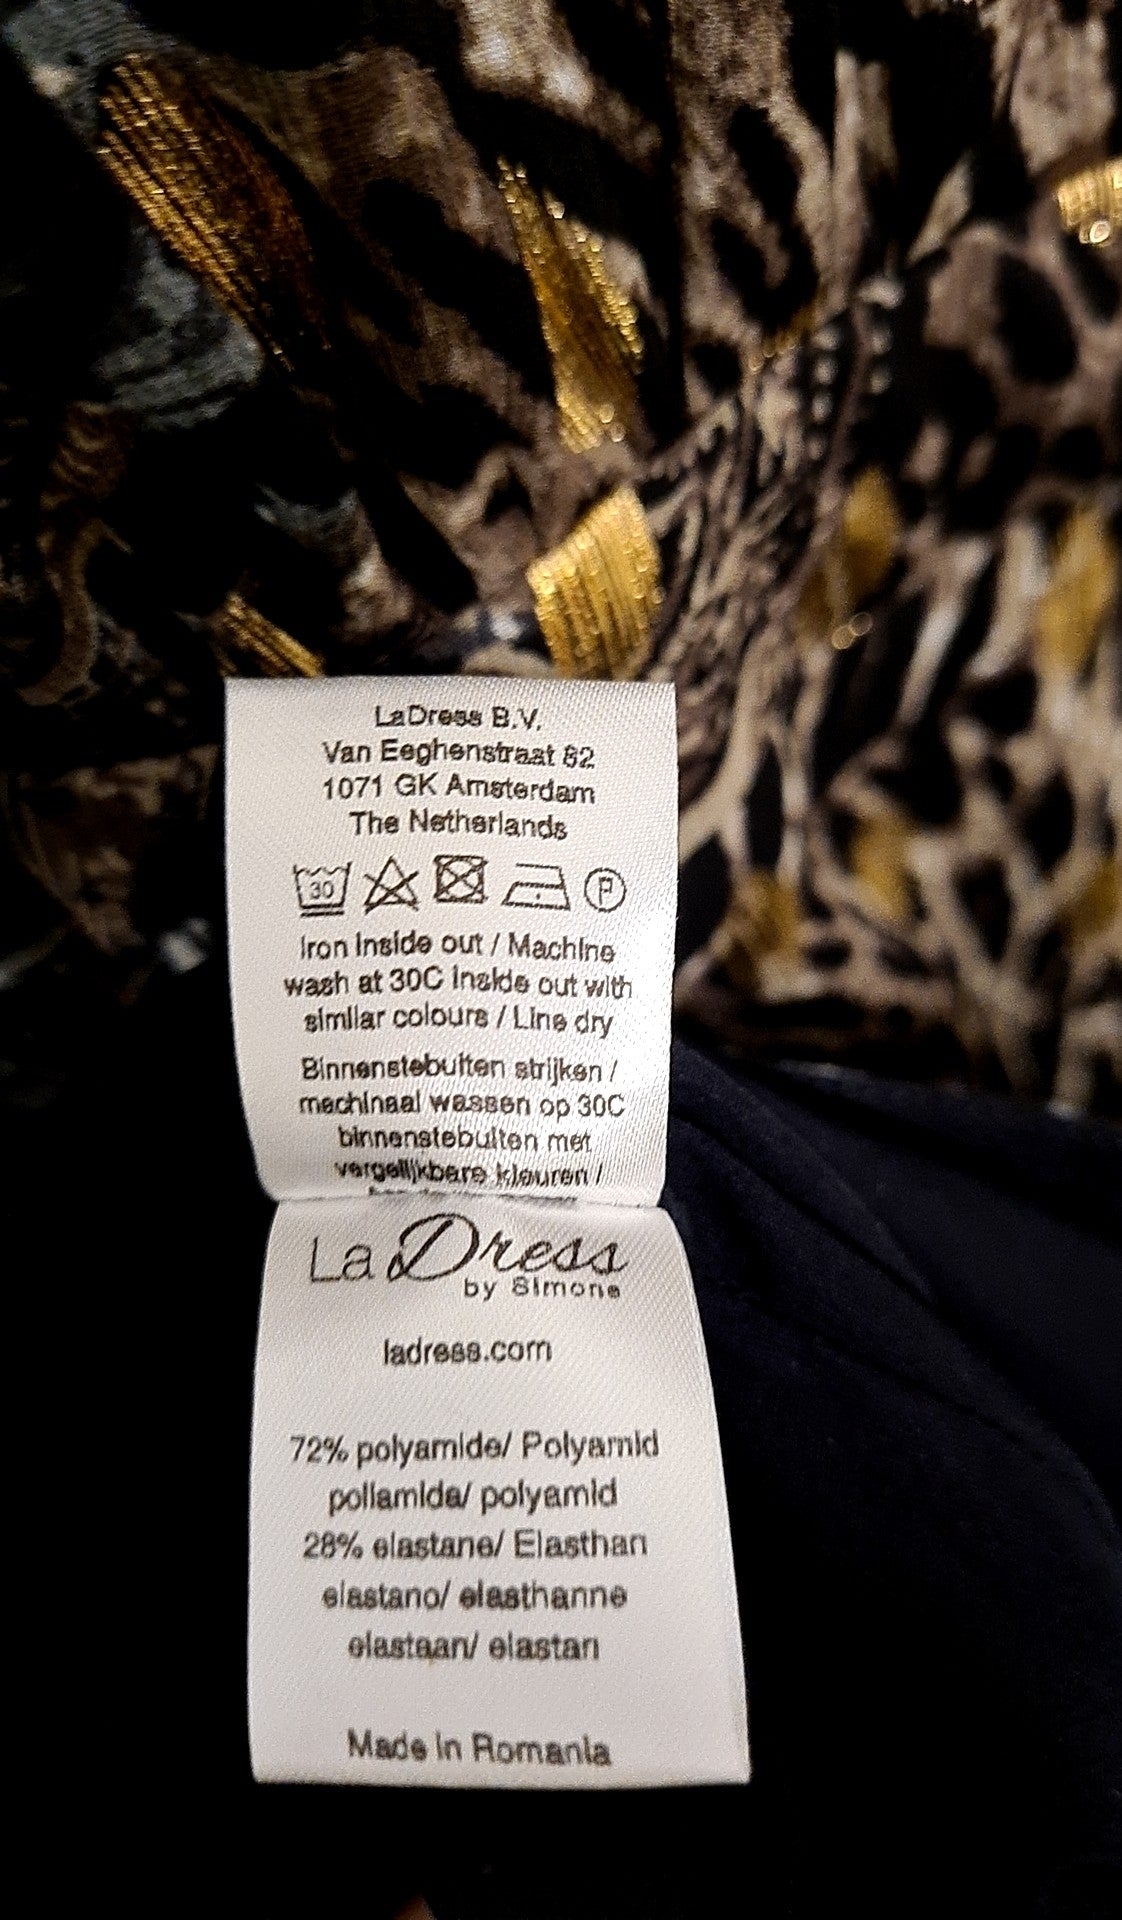 LaDress B.V.
Van Eeghenstraat 82
1071 GK Amsterdam
The Netherlands
30 P
Iron inside out / Machine
wash at 30C inside out with
similar colours / Line dry
Binnenstebuiten strijken /
machinaal wassen op 30C
binnenstebuiten met
vergelijkbare kleuren /
La Dress
by Simone
ladress.com
72% polyamide/ Polyamid
poliamida/ polyamid
28% elastane/ Elasthan
elastano/ elasthanne
elastaan/ elastan
Made in Romania